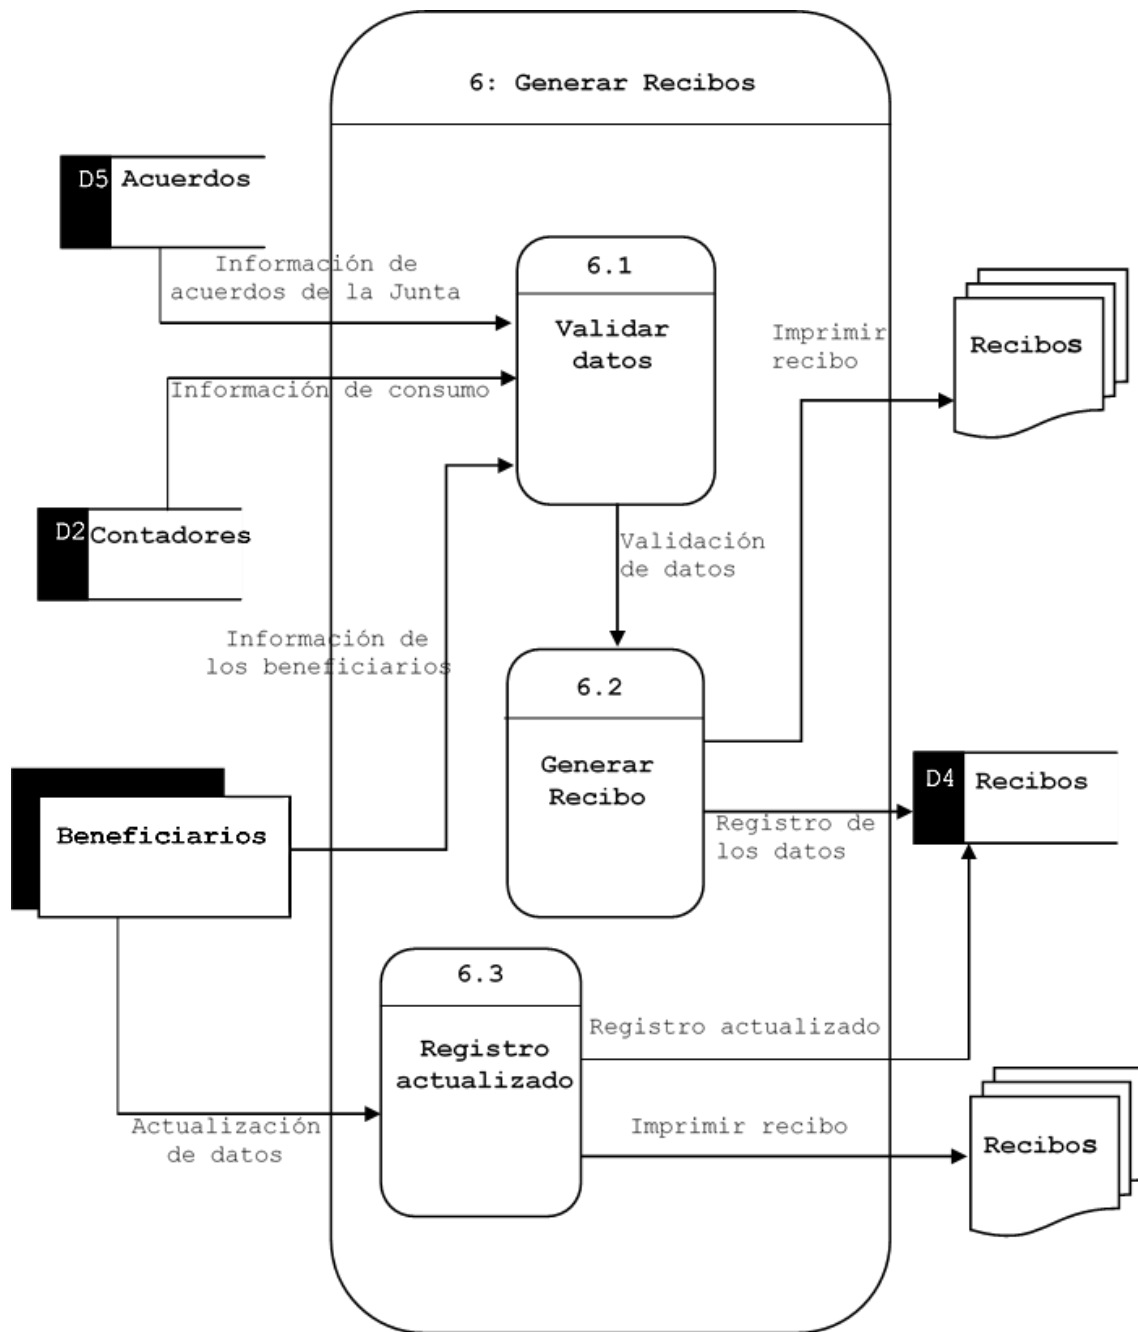 6: Generar Recibos
D5 Acuerdos
Información de
acuerdos de la Junta
6.1
Validar
datos
Imprimir
recibo
Recibos
Información de consumo
D2 Contadores
Validación
de datos
Información de
los beneficiarios
6.2
Generar
Recibo
D4 Recibos
Registro de
los datos
Beneficiarios
6.3
Registro
actualizado
Registro actualizado
Actualización
de datos
Imprimir recibo
Recibos